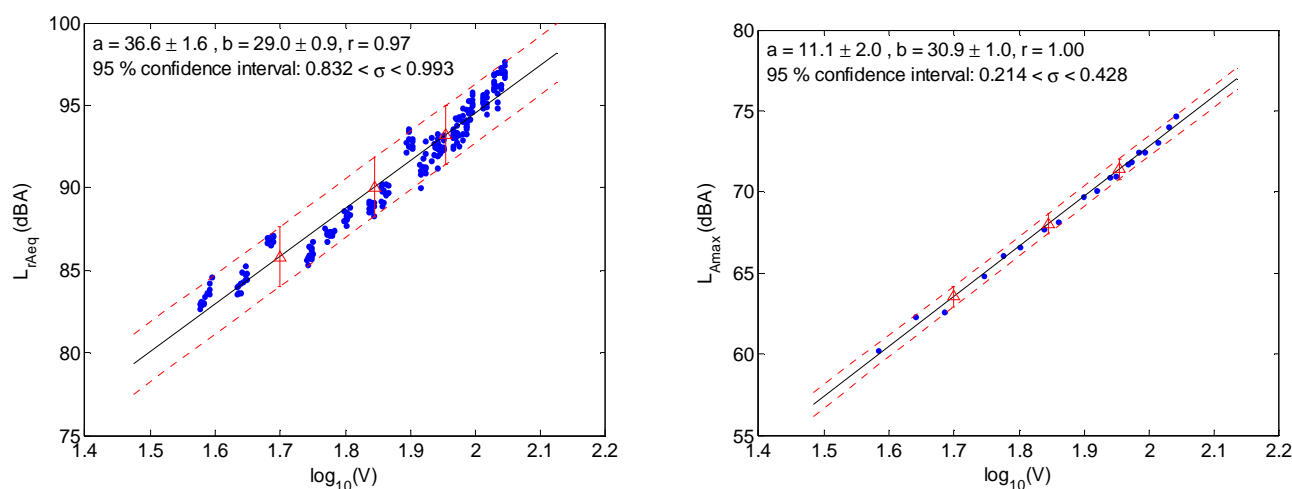 100
95
90
85
80
75
L_rAeq (dBA)
a = 36.6 ± 1.6 , b = 29.0 ± 0.9, r = 0.97
95 % confidence interval: 0.832 < σ < 0.993
1.4 1.5 1.6 1.7 1.8 1.9 2 2.1 2.2
log_10(V)
80
75
70
65
60
55
L_Amax (dBA)
a = 11.1 ± 2.0 , b = 30.9 ± 1.0, r = 1.00
95 % confidence interval: 0.214 < σ < 0.428
1.4 1.5 1.6 1.7 1.8 1.9 2 2.1 2.2
log_10(V)